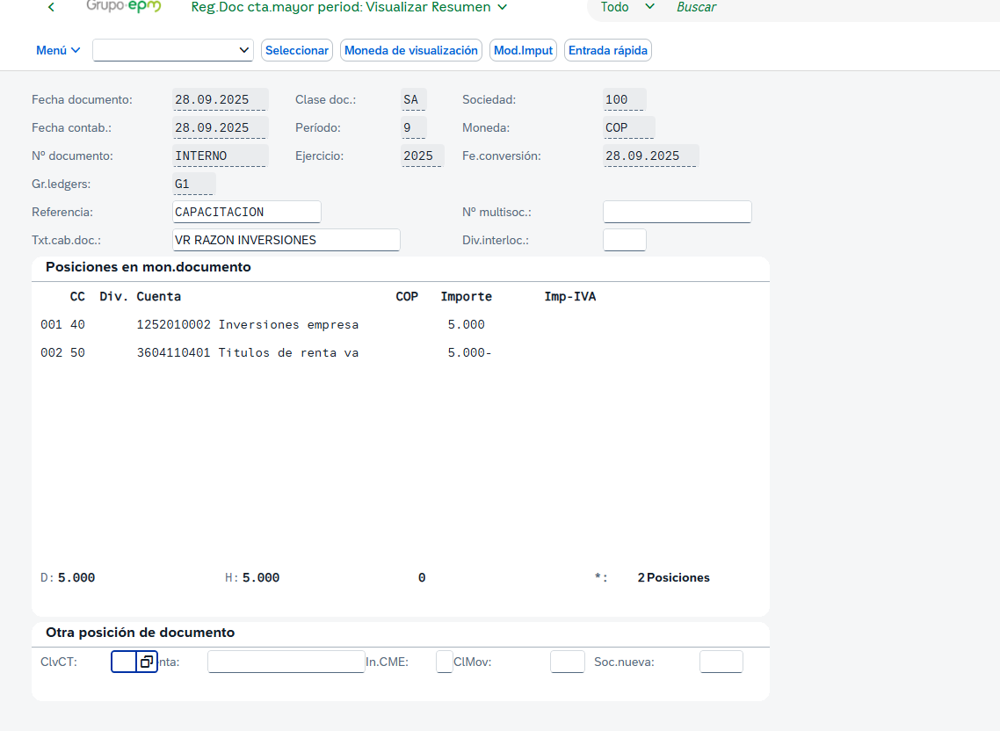 Grupo·epm Reg.Doc cta.mayor period: Visualizar Resumen Todo Buscar
Menú Seleccionar Moneda de visualización Mod.Imput Entrada rápida
Fecha documento: 28.09.2025 Clase doc.: SA Sociedad: 100
Fecha contab.: 28.09.2025 Período: 9 Moneda: COP
Nº documento: INTERNO Ejercicio: 2025 Fe.conversión: 28.09.2025
Gr.ledgers: G1
Referencia: CAPACITACION Nº multisoc.:
Txt.cab.doc.: VR RAZON INVERSIONES Div.interloc.:
Posiciones en mon.documento
CC Div. Cuenta COP Importe Imp-IVA
001 40 1252010002 Inversiones empresa 5.000
002 50 3604110401 Titulos de renta va 5.000-
D: 5.000 H: 5.000 0 *: 2 Posiciones
Otra posición de documento
ClvCT: nta: In.CME: ClMov: Soc.nueva: